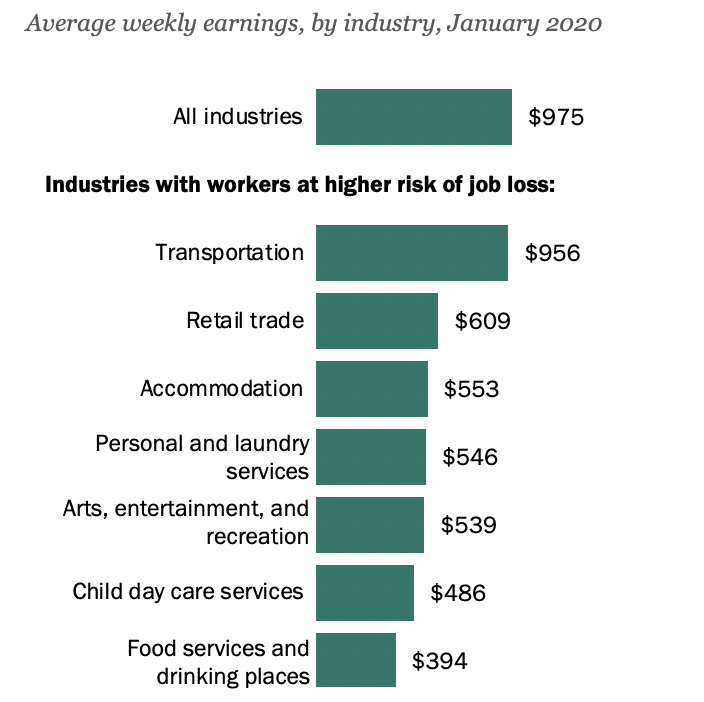 Average weekly earnings, by industry, January 2020
All industries
$975
Industries with workers at higher risk of job loss:
Transportation
$956
Retail trade
$609
Accommodation
$553
Personal and laundry
services
$546
Arts, entertainment, and
recreation
$539
Child day care services
$486
Food services and
drinking places
$394